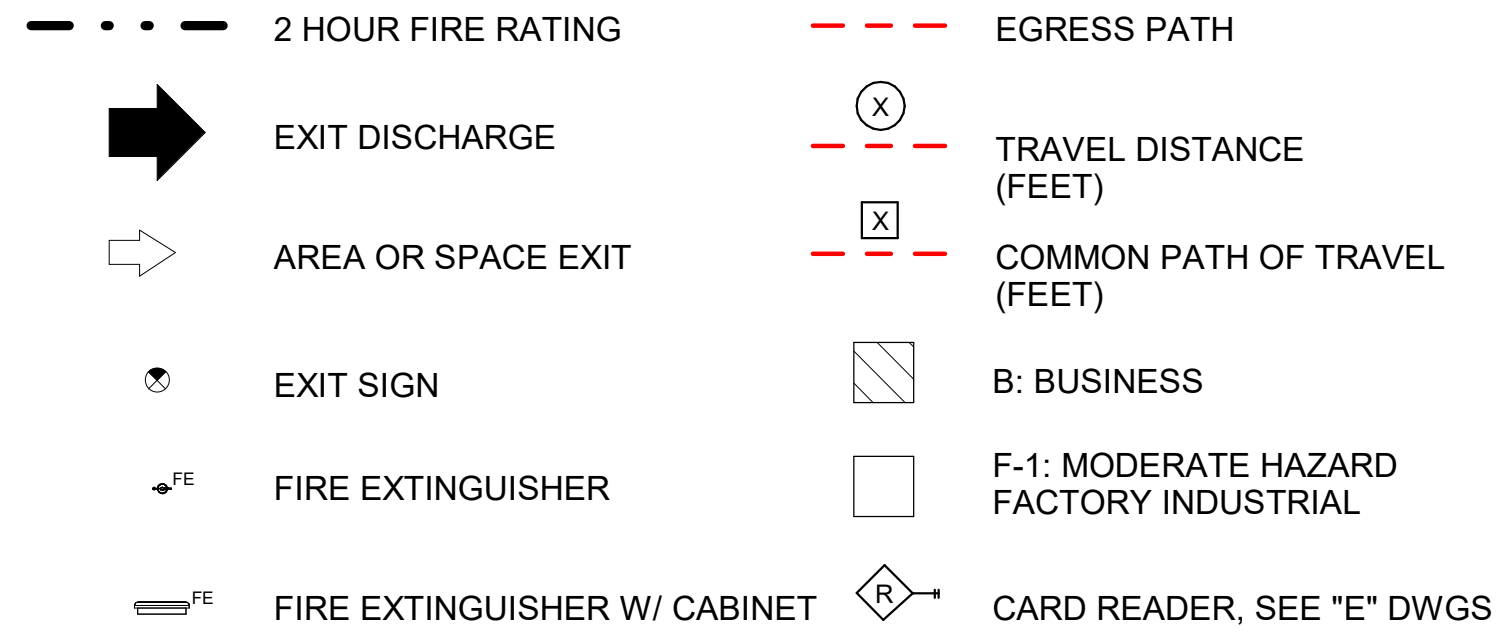 2 HOUR FIRE RATING
EXIT DISCHARGE
AREA OR SPACE EXIT
EXIT SIGN
FE
FIRE EXTINGUISHER
FE
FIRE EXTINGUISHER W/ CABINET
EGRESS PATH
X
TRAVEL DISTANCE
(FEET)
X
COMMON PATH OF TRAVEL
(FEET)
B: BUSINESS
F-1: MODERATE HAZARD
FACTORY INDUSTRIAL
R
CARD READER, SEE "E" DWGS